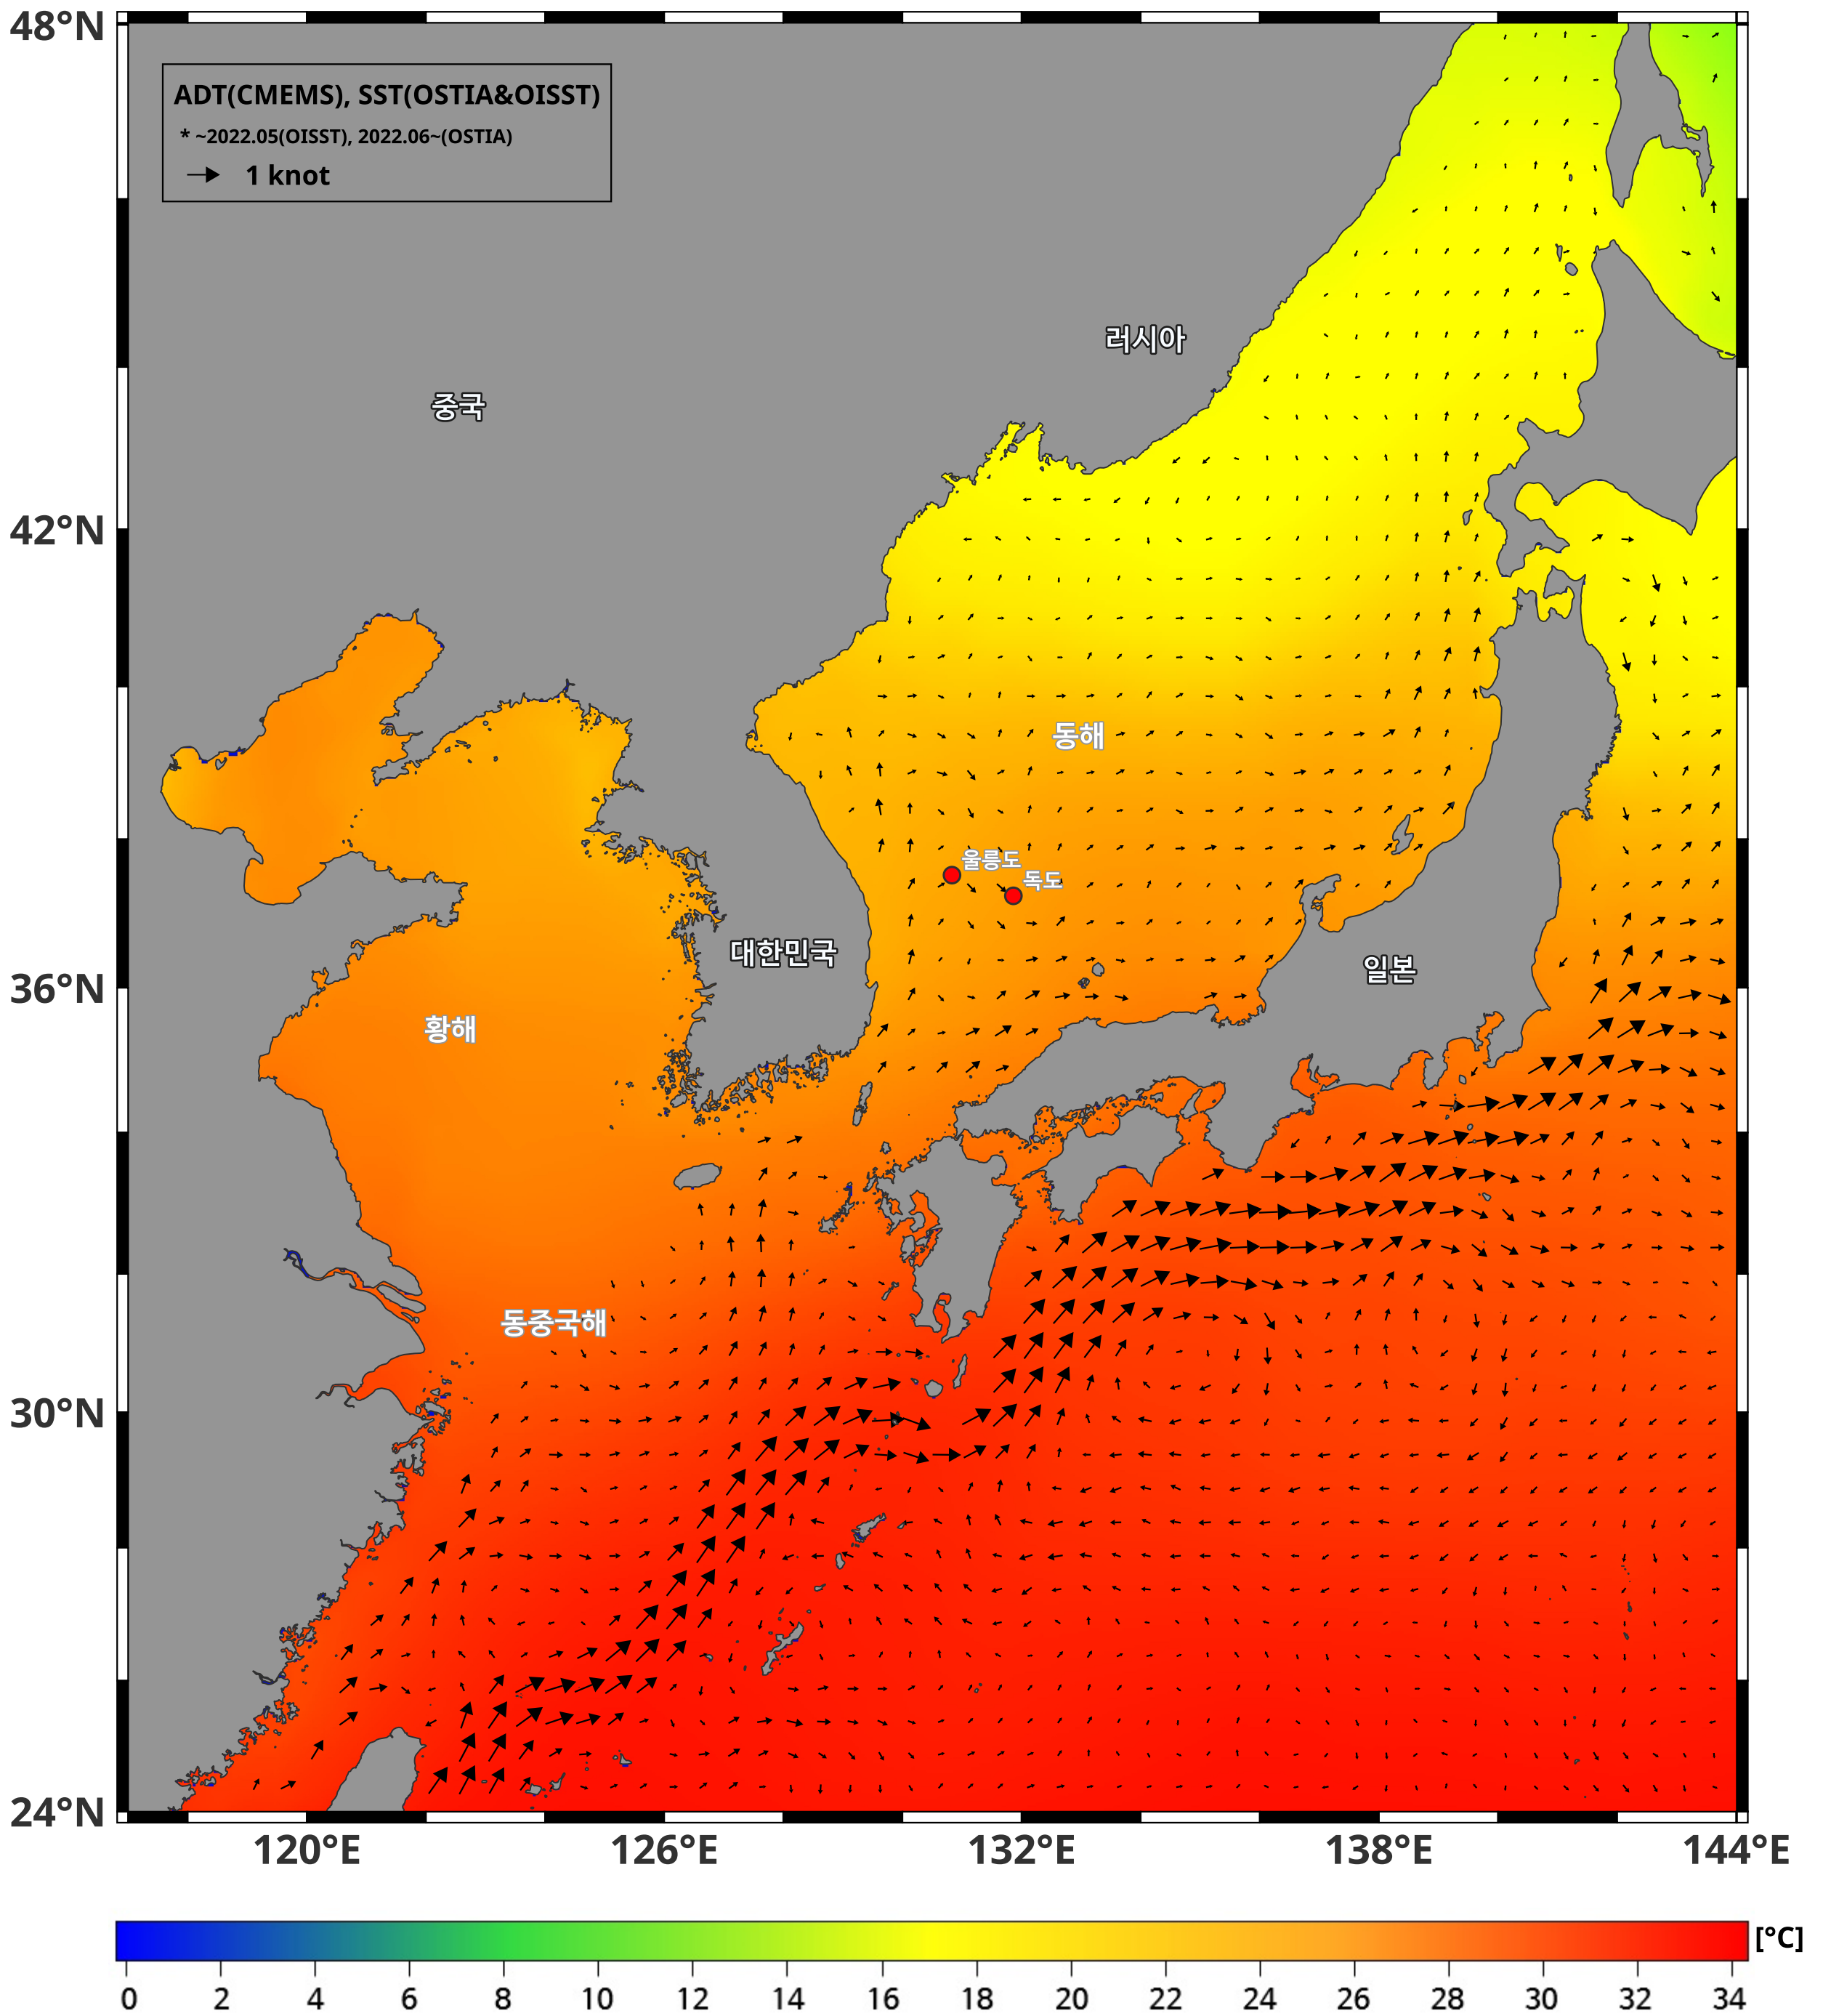 48°N
ADT(CMEMS), SST(OSTIA&OISST)
* ~2022.05(OISST), 2022.06~(OSTIA)
1 knot
러시아
중국
42°N
동해
울릉도
독도
대한민국
일본
36°N
황해
동중국해
30°N
24°N
120°E 126°E 132°E 138°E 144°E
[°C]
0 2 4 6 8 10 12 14 16 18 20 22 24 26 28 30 32 34